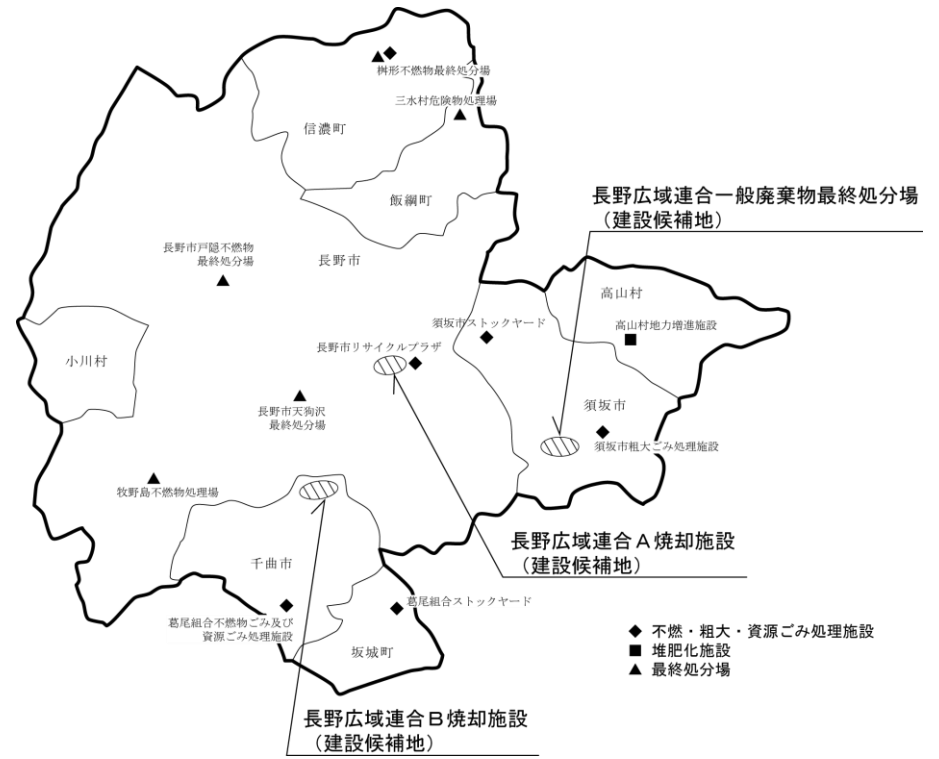 桝形不燃物最終処分場
三水村危険物処理場
信濃町
飯綱町
長野広域連合一般廃棄物最終処分場
(建設候補地)
長野市戸隠不燃物
最終処分場
長野市
高山村
須坂市ストックヤード
高山村地力増進施設
長野市リサイクルプラザ
小川村
須坂市
長野市天狗沢
最終処分場
須坂市粗大ごみ処理施設
牧野島不燃物処理場
長野広域連合A焼却施設
(建設候補地)
千曲市
葛尾組合ストックヤード
葛尾組合不燃物ごみ及び
資源ごみ処理施設
坂城町
◆ 不燃・粗大・資源ごみ処理施設
■ 堆肥化施設
▲ 最終処分場
長野広域連合B焼却施設
(建設候補地)